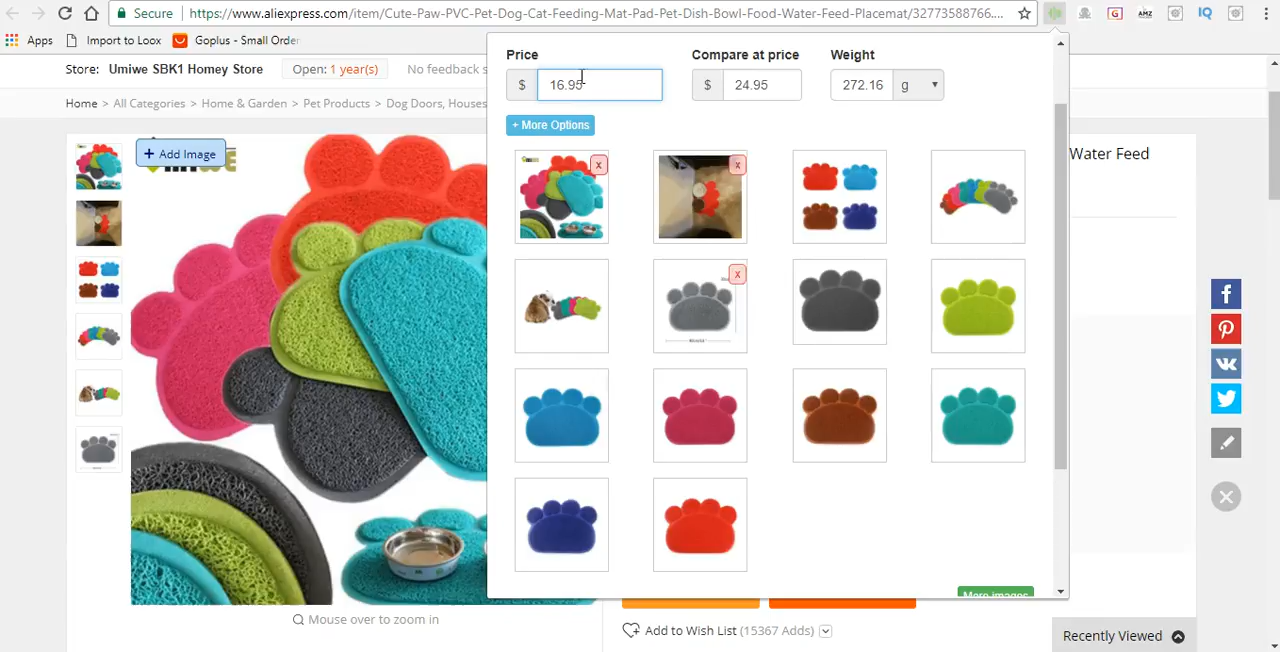 Secure
https://www.aliexpress.com/item/Cute-Paw-PVC-Pet-Dog-Cat-Feeding-Mat-Pad-Pet-Dish-Bowl-Food-Water-Feed-Placemat/32773588766....
G
AMZ
IQ
Apps
Import to Loox
Goplus - Small Order
Store: Umiwe SBK1 Homey Store
Open: 1 year(s)
No feedback s
Home > All Categories > Home & Garden > Pet Products > Dog Doors, Houses
Price
Compare at price
Weight
$ 16.95
$ 24.95
272.16 g
+ More Options
+ Add Image
x
x
x
Water Feed
More images
Mouse over to zoom in
Add to Wish List (15367 Adds)
Recently Viewed